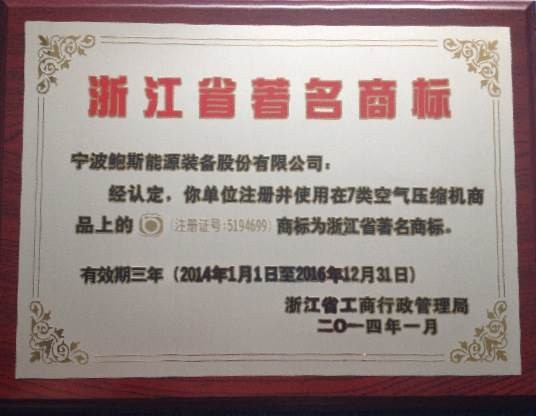 浙江省著名商标
宁波鲍斯能源装备股份有限公司：
经认定，你单位注册并使用在7类空气压缩机商
品上的（注册证号:5194699）商标为浙江省著名商标。
有效期三年（2014年1月1日至2016年12月31日）
浙江省工商行政管理局
二〇一四年一月